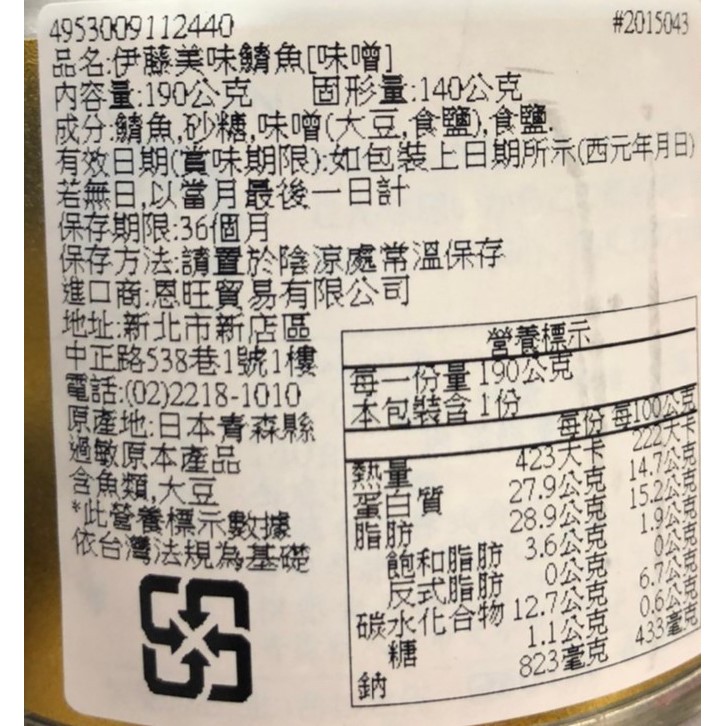 4953009112440 #2015043
品名:伊藤美味鯖魚[味噌]
內容量:190公克 固形量:140公克
成分:鯖魚,砂糖,味噌(大豆,食鹽),食鹽.
有效日期(賞味期限):如包裝上日期所示(西元年月日)
若無日,以當月最後一日計
保存期限:36個月
保存方法:請置於陰涼處常溫保存
進口商:恩旺貿易有限公司
地址:新北市新店區
中正路538巷1號1樓
電話:(02)2218-1010
原產地:日本青森縣
過敏原本產品
含魚類,大豆
*此營養標示數據
依台灣法規為基礎
營養標示
每一份量 190公克
本包裝含 1份
每份 每100公克
熱量 423大卡 222大卡
蛋白質 27.9公克 14.7公克
脂肪 28.9公克 15.2公克
飽和脂肪 3.6公克 1.9公克
反式脂肪 0公克 0公克
碳水化合物 12.7公克 6.7公克
糖 1.1公克 0.6公克
鈉 823毫克 433毫克